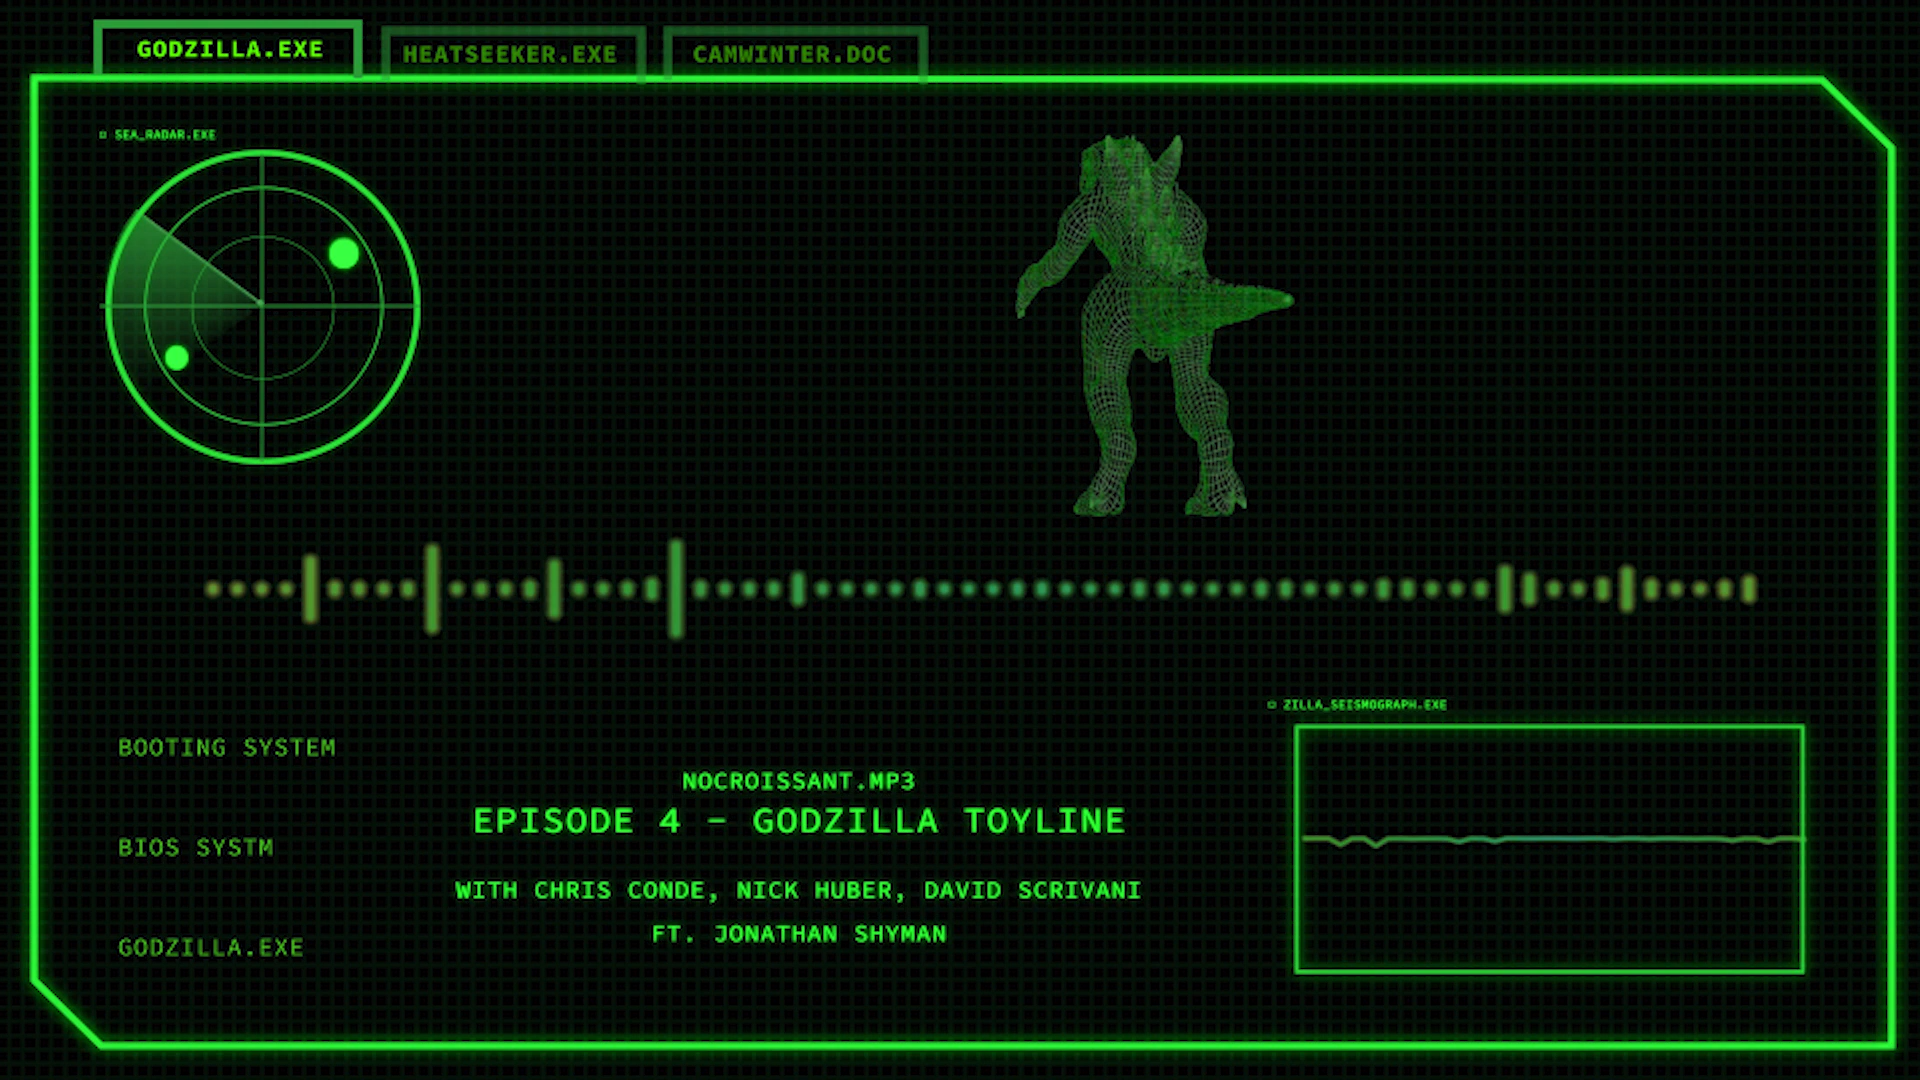 GODZILLA.EXE
HEATSEEKER.EXE
CAMWINTER.DOC
SEA_RADAR.EXE
ZILLA_SEISMOGRAPH.EXE
BOOTING SYSTEM
BIOS SYSTM
GODZILLA.EXE
NOCROISSANT.MP3
EPISODE 4 - GODZILLA TOYLINE
WITH CHRIS CONDE, NICK HUBER, DAVID SCRIVANI
FT. JONATHAN SHYMAN